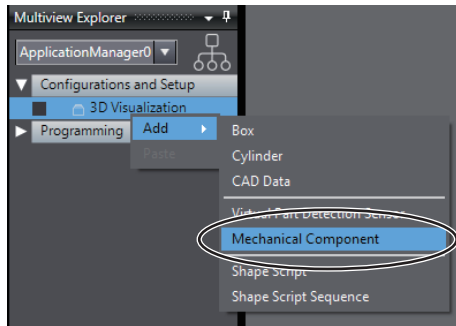 Multiview Explorer
ApplicationManager0
Configurations and Setup
3D Visualization
Programming
Add
Paste
Box
Cylinder
CAD Data
Virtual Part Detection Sensor
Mechanical Component
Shape Script
Shape Script Sequence